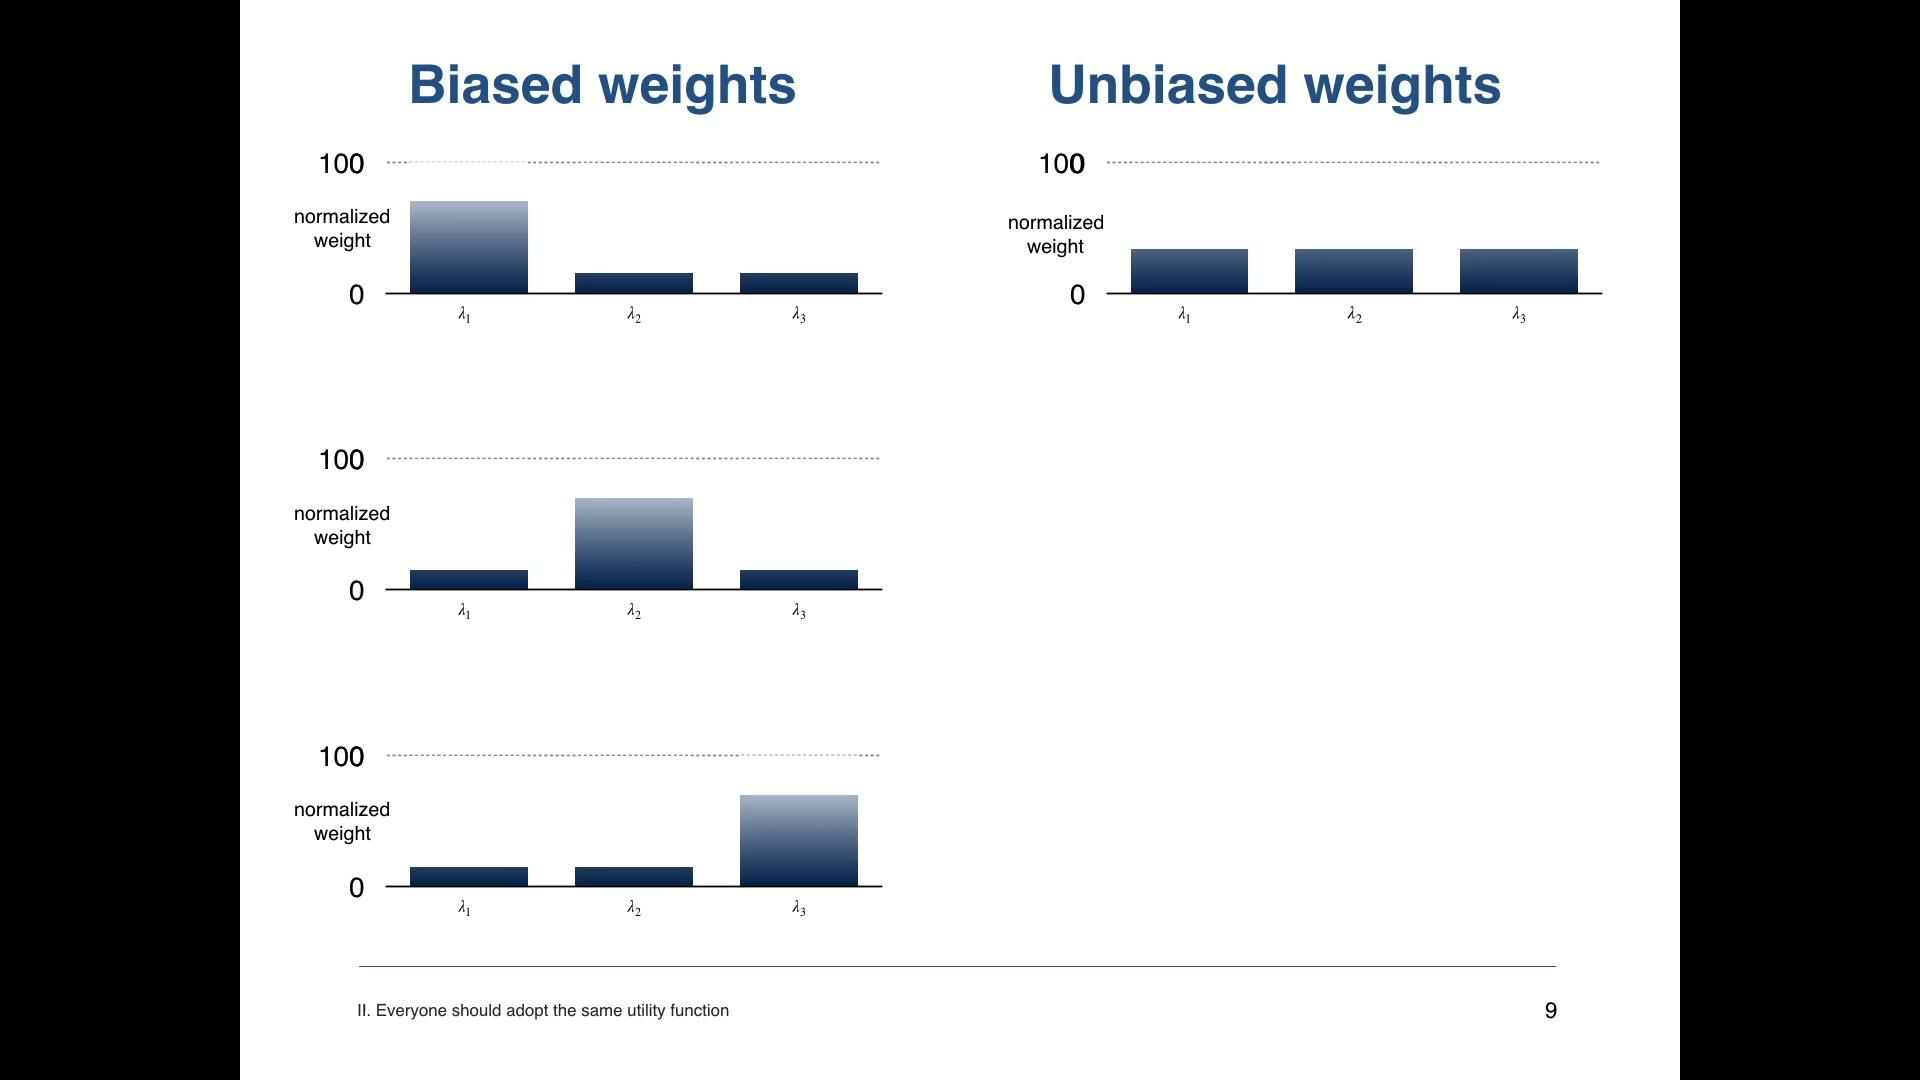 Biased weights
100
normalized
weight
0
λ1
λ2
λ3
100
normalized
weight
0
λ1
λ2
λ3
100
normalized
weight
0
λ1
λ2
λ3
Unbiased weights
100
normalized
weight
0
λ1
λ2
λ3
II. Everyone should adopt the same utility function
9